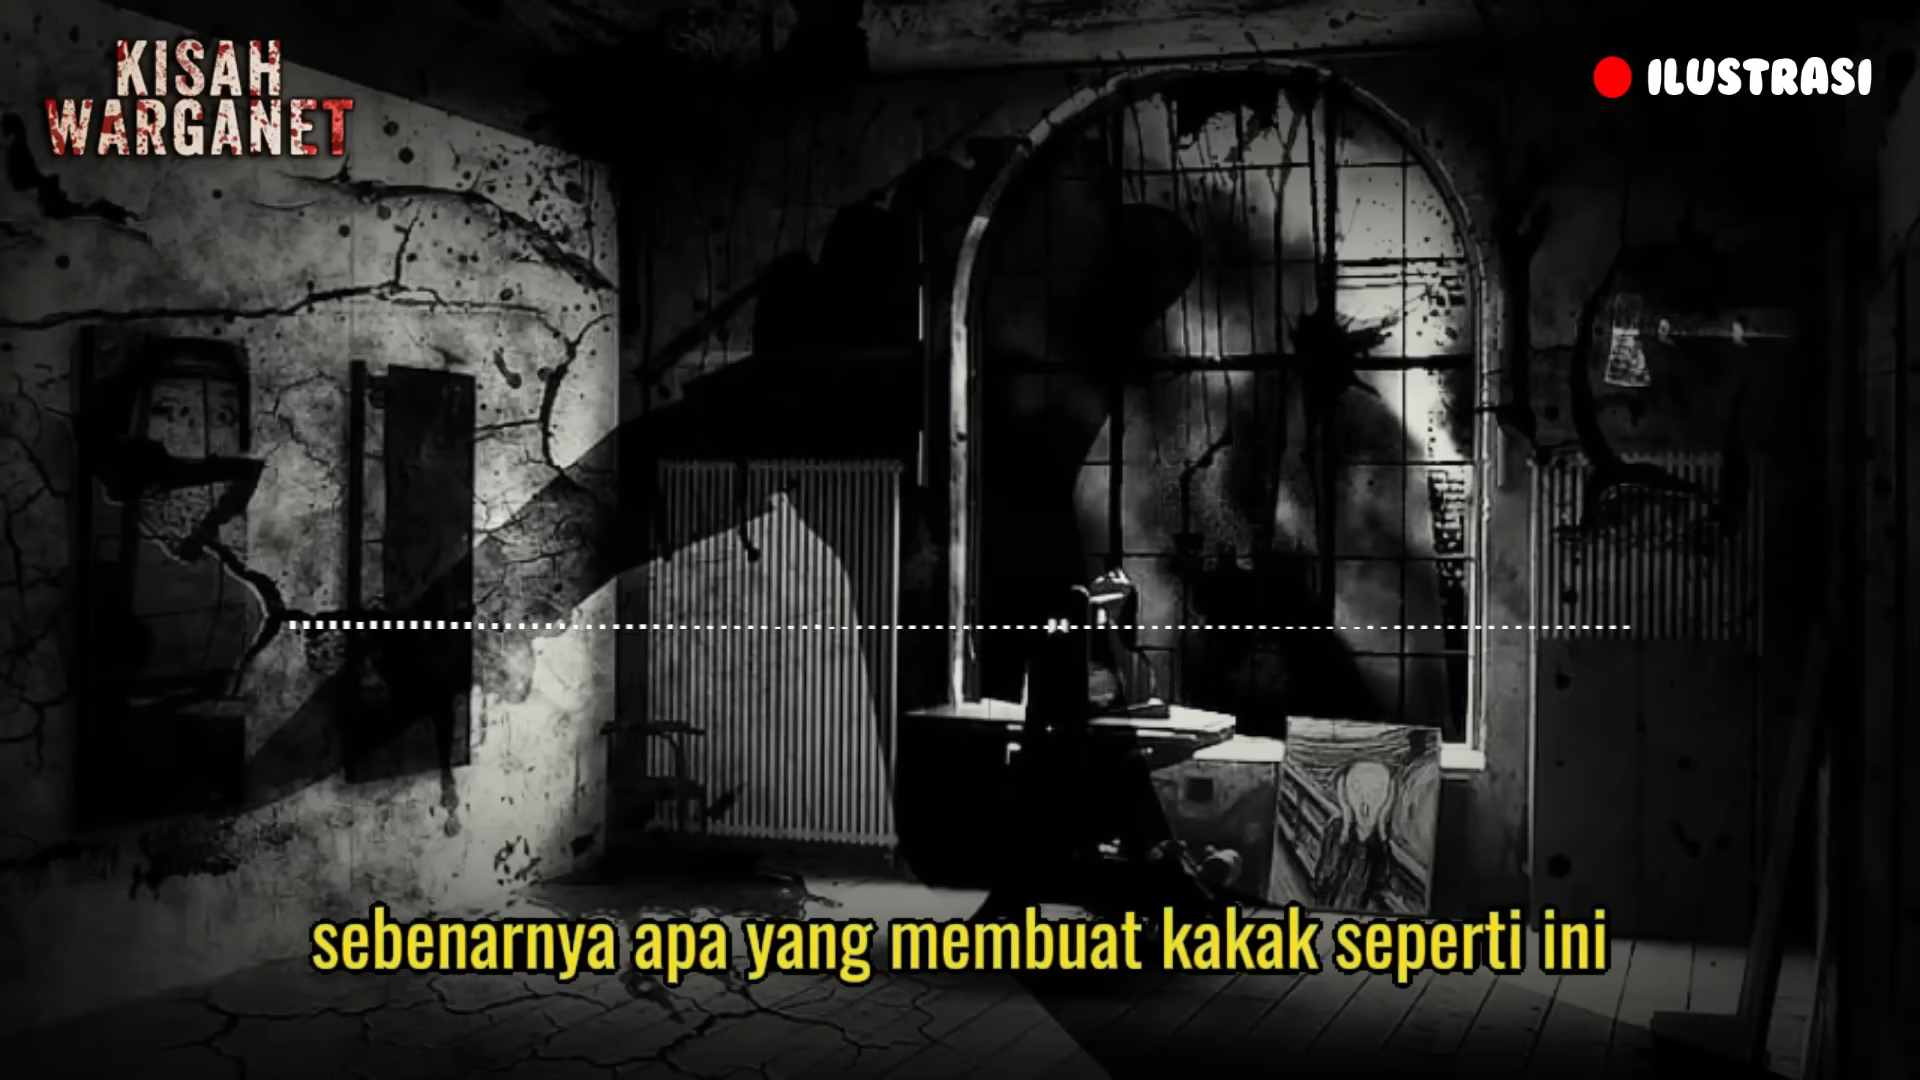 KISAH
WARGANET
ILUSTRASI
sebenarnya apa yang membuat kakak seperti ini